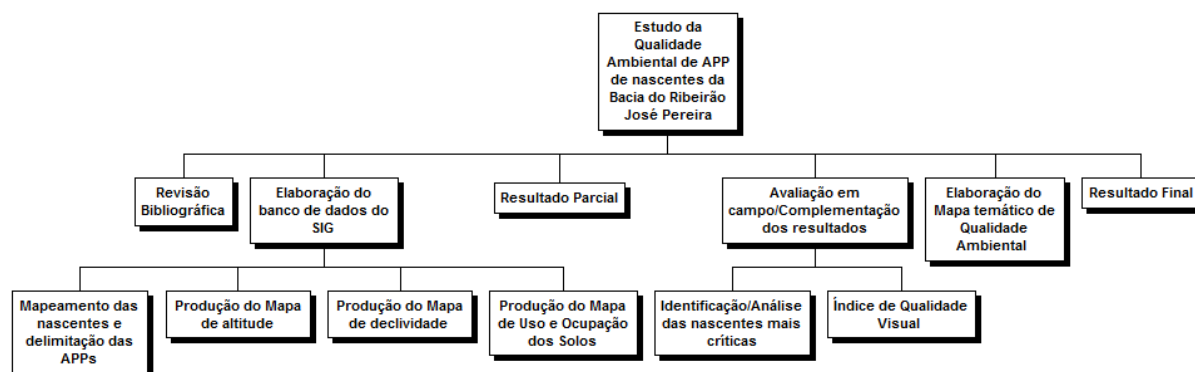 Estudo da
Qualidade
Ambiental de APP
de nascentes da
Bacia do Ribeirão
José Pereira
Revisão
Bibliográfica
Elaboração do
banco de dados do
SIG
Resultado Parcial
Avaliação em
campo/Complementação
dos resultados
Elaboração do
Mapa temático de
Qualidade
Ambiental
Resultado Final
Mapeamento das
nascentes e
delimitação das
APPs
Produção do Mapa
de altitude
Produção do Mapa
de declividade
Produção do Mapa
de Uso e Ocupação
dos Solos
Identificação/Análise
das nascentes mais
críticas
Índice de Qualidade
Visual